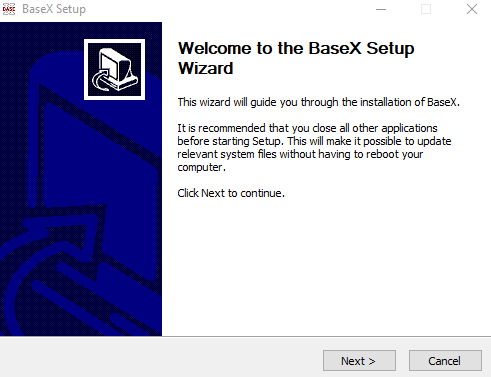 BaseX Setup
Welcome to the BaseX Setup
Wizard
This wizard will guide you through the installation of BaseX.
It is recommended that you close all other applications
before starting Setup. This will make it possible to update
relevant system files without having to reboot your
computer.
Click Next to continue.
Next >
Cancel